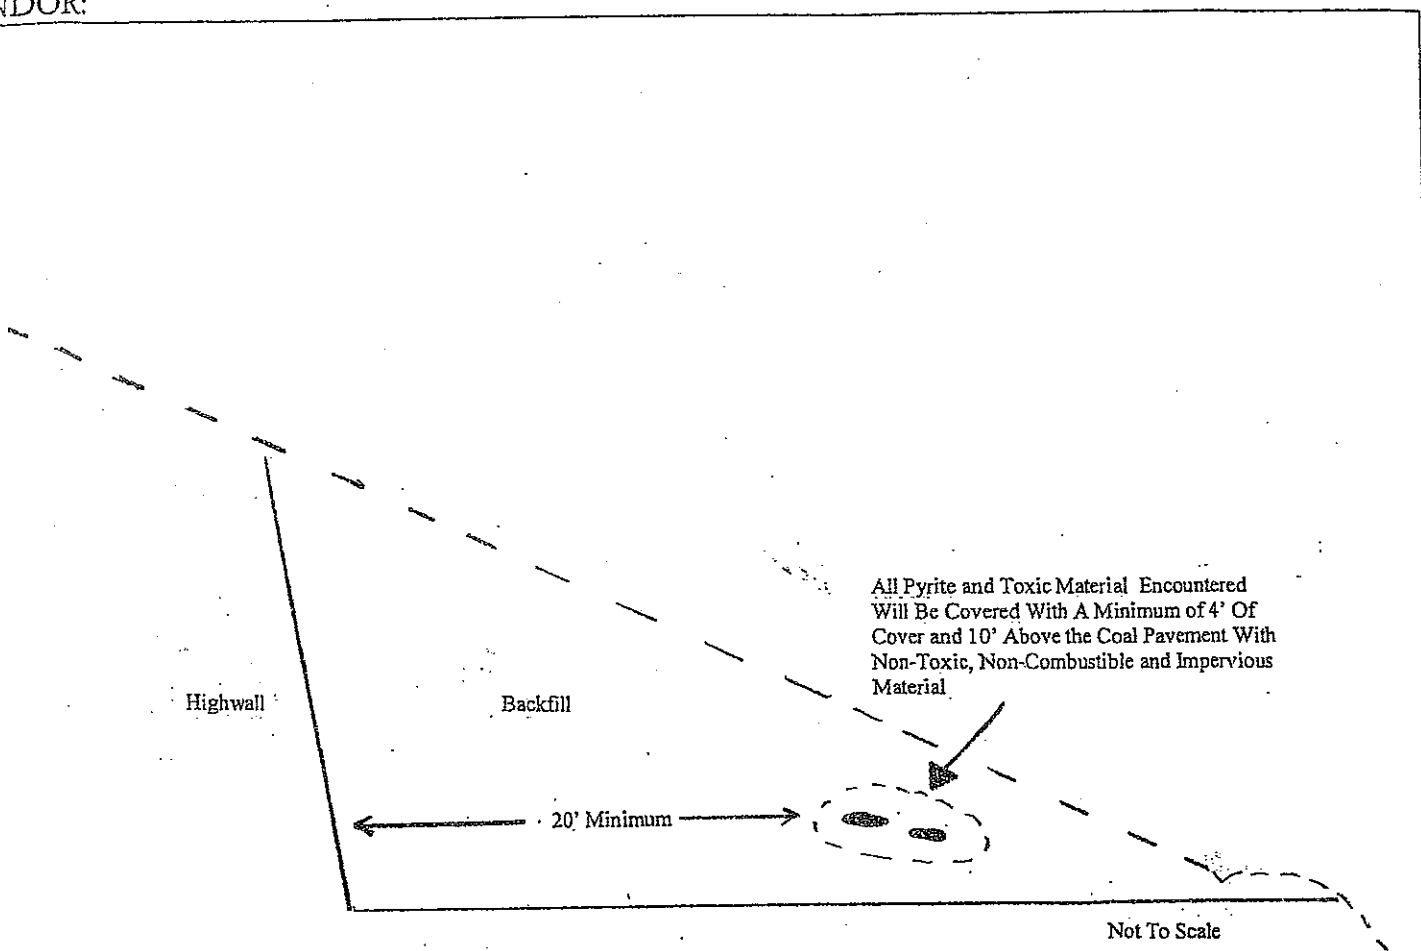 All Pyrite and Toxic Material Encountered
Will Be Covered With A Minimum of 4' Of
Cover and 10' Above the Coal Pavement With
Non-Toxic, Non-Combustible and Impervious
Material
Highwall
Backfill
20' Minimum
Not To Scale